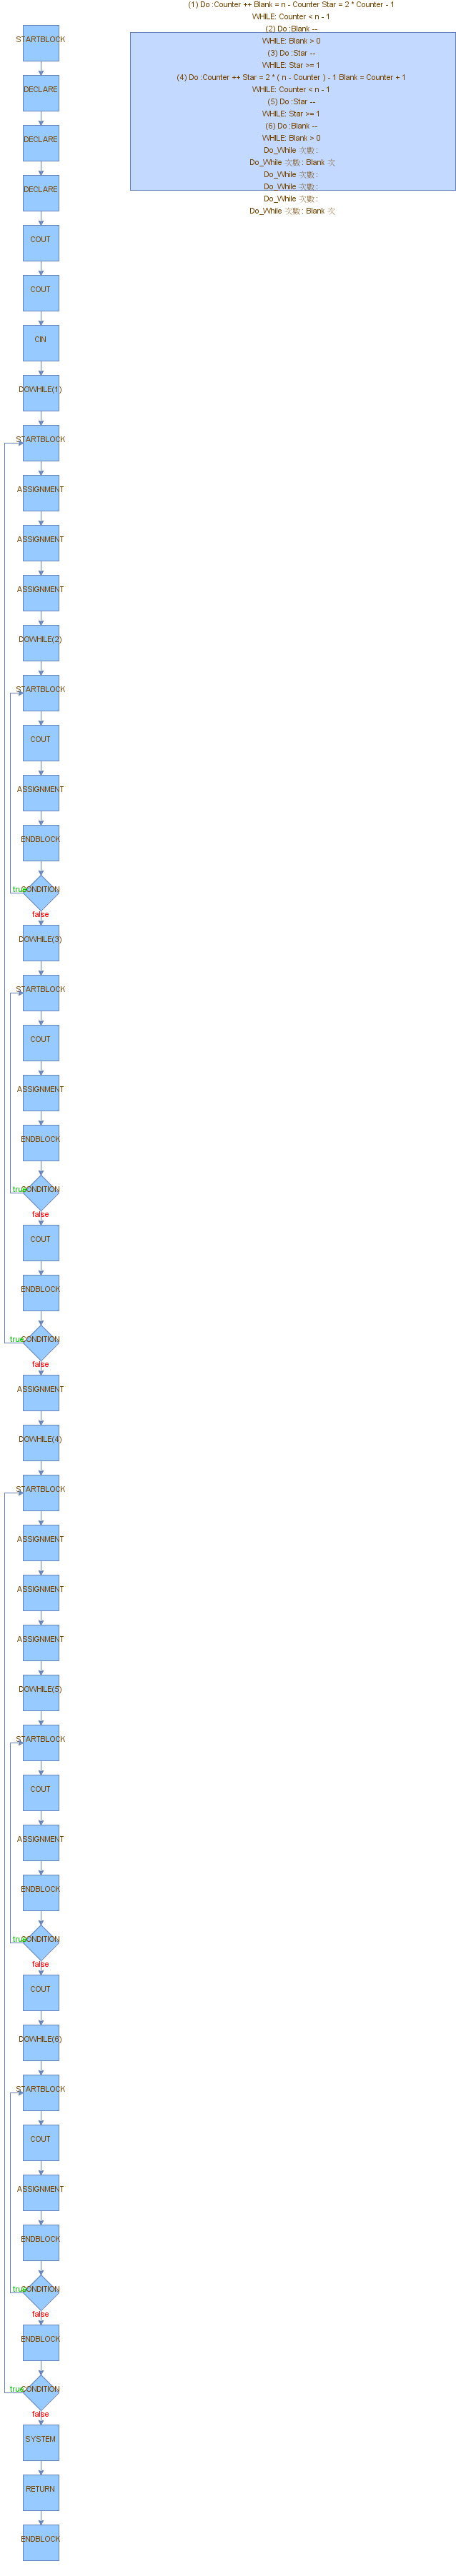 (1) Do :Counter ++ Blank = n - Counter Star = 2 * Counter - 1
WHILE: Counter < n - 1
(2) Do :Blank --
WHILE: Blank > 0
(3) Do :Star --
WHILE: Star >= 1
(4) Do :Counter ++ Star = 2 * ( n - Counter ) - 1 Blank = Counter + 1
WHILE: Counter < n - 1
(5) Do :Star --
WHILE: Star >= 1
(6) Do :Blank --
WHILE: Blank > 0
Do_While 次數 :
Do_While 次數 : Blank 次
Do_While 次數 :
Do_While 次數 :
Do_While 次數 :
Do_While 次數 : Blank 次
STARTBLOCK
DECLARE
DECLARE
DECLARE
COUT
COUT
CIN
DOWHILE(1)
STARTBLOCK
ASSIGNMENT
ASSIGNMENT
ASSIGNMENT
DOWHILE(2)
STARTBLOCK
COUT
ASSIGNMENT
ENDBLOCK
true CONDITION
false
DOWHILE(3)
STARTBLOCK
COUT
ASSIGNMENT
ENDBLOCK
true CONDITION
false
COUT
ENDBLOCK
true CONDITION
false
ASSIGNMENT
DOWHILE(4)
STARTBLOCK
ASSIGNMENT
ASSIGNMENT
ASSIGNMENT
DOWHILE(5)
STARTBLOCK
COUT
ASSIGNMENT
ENDBLOCK
true CONDITION
false
COUT
DOWHILE(6)
STARTBLOCK
COUT
ASSIGNMENT
ENDBLOCK
true CONDITION
false
ENDBLOCK
true CONDITION
false
SYSTEM
RETURN
ENDBLOCK